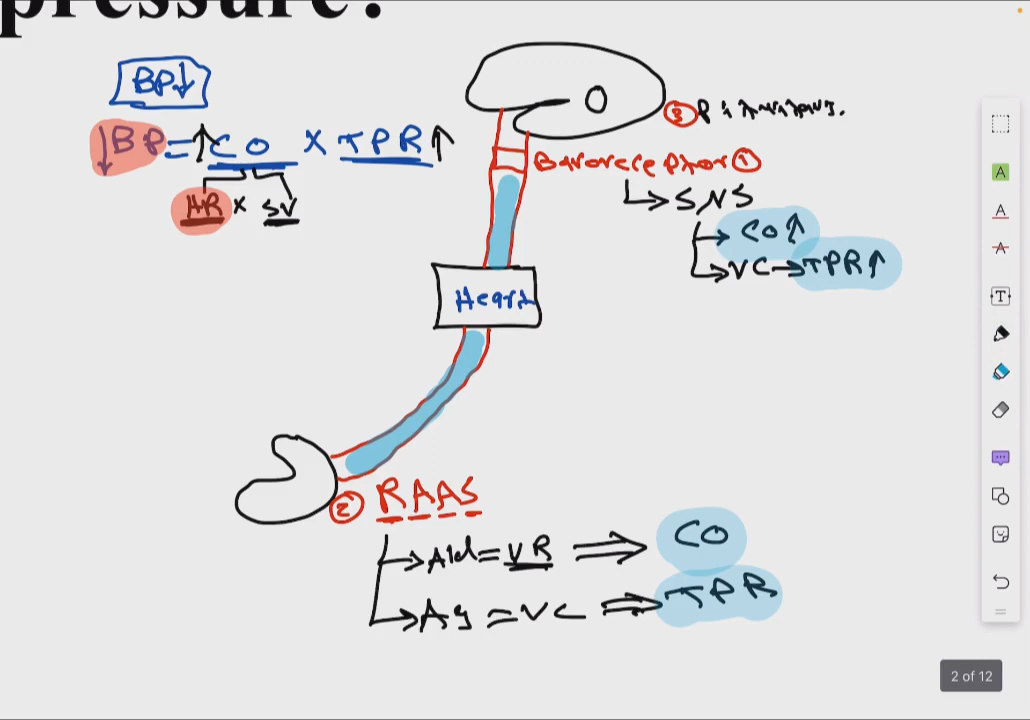 pressure?
BP↓
↓BP = ↑CO × TPR↑
HR × SV
③
Baroreceptor ①
↳ SNS
→ CO↑
→ VC → TPR↑
Heart
② RAAS
→ Ald = VR ⇒ CO
→ Ag = VC ⇒ TPR
2 of 12